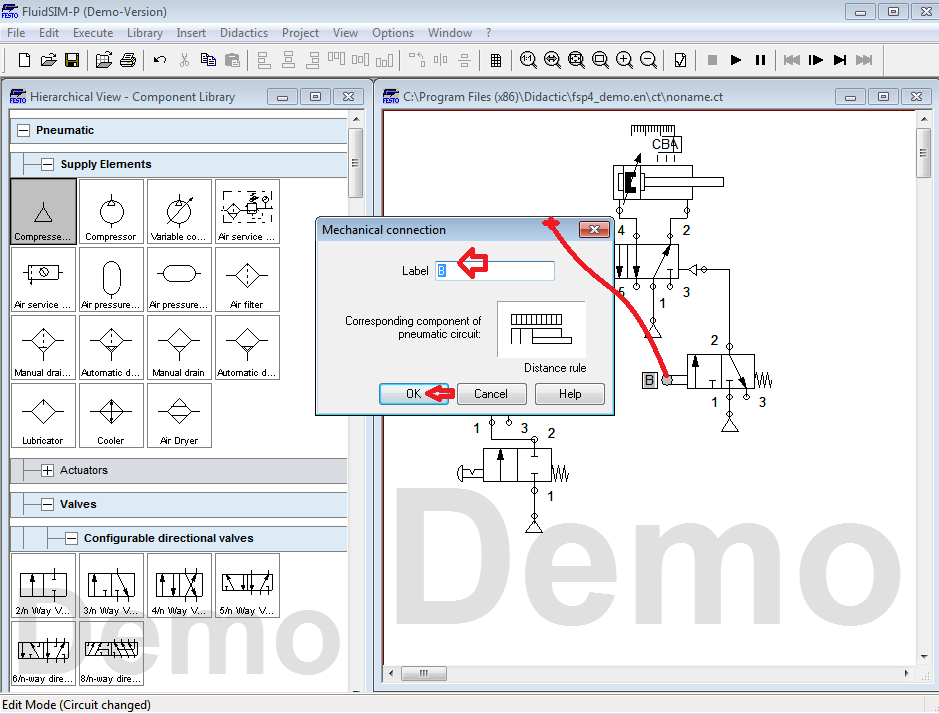 FluidSIM-P (Demo-Version)
FESTO
File Edit Execute Library Insert Didactics Project View Options Window ?
FESTO Hierarchical View - Component Library
Pneumatic
Supply Elements
Compresse... Compressor Variable co... Air service ...
Air service ... Air pressure... Air pressure... Air filter
Manual drai... Automatic d... Manual drain Automatic d...
Lubricator Cooler Air Dryer
Actuators
Valves
Configurable directional valves
2/n Way V... 3/n Way V... 4/n Way V... 5/n Way V...
6/n-way dire... 8/n-way dire...
Demo
FESTO C:\Program Files (x86)\Didactic\fsp4_demo.en\ct\noname.ct
CBA
4 2
5 1 3
2
B
1 3
1 3 2
1
Demo
Mechanical connection
Label B
Corresponding component of
pneumatic circuit:
Distance rule
OK Cancel Help
Edit Mode (Circuit changed)